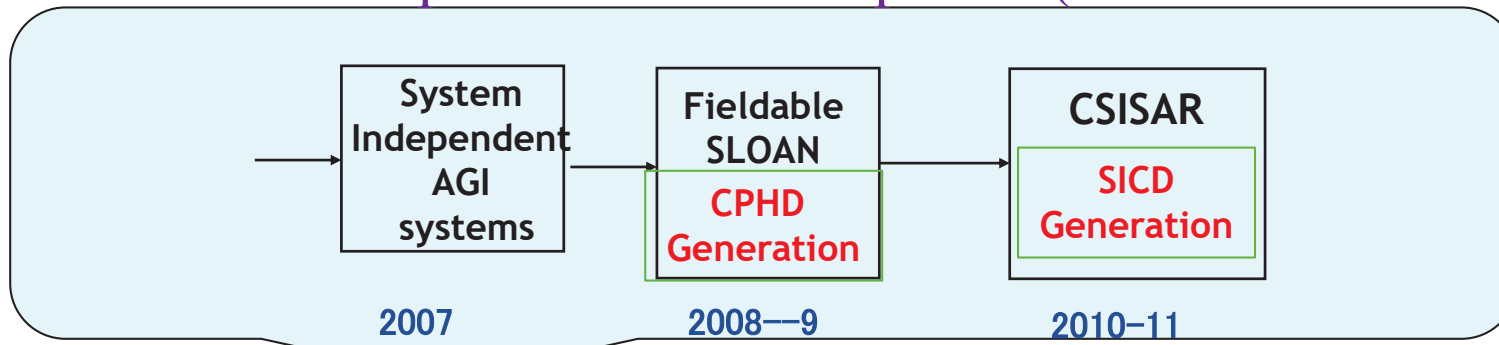 System
Independent
AGI
systems
Fieldable
SLOAN
CPHD
Generation
CSISAR
SICD
Generation
2007
2008--9
2010-11